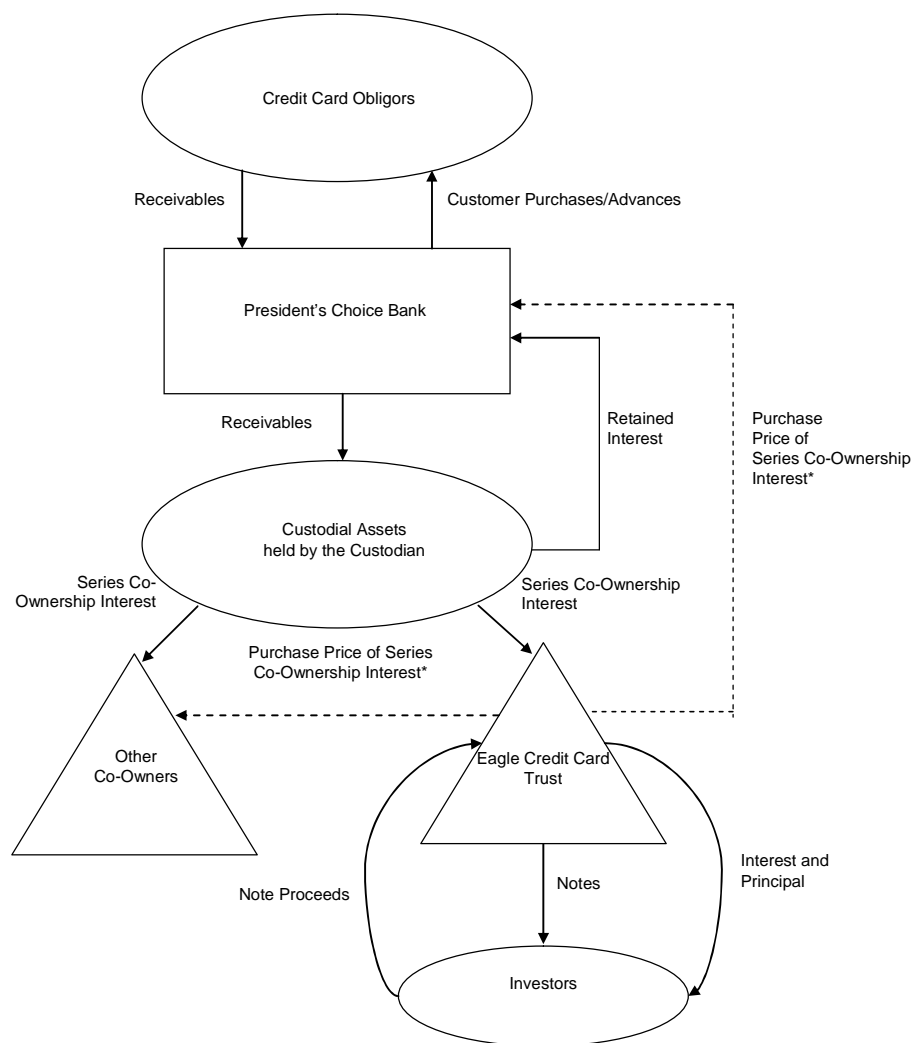 Credit Card Obligors
Receivables
Customer Purchases/Advances
President's Choice Bank
Receivables
Retained
Interest
Purchase
Price of
Series Co-Ownership
Interest*
Custodial Assets
held by the Custodian
Series Co-
Ownership Interest
Series Co-Ownership
Interest
Purchase Price of Series
Co-Ownership Interest*
Other
Co-Owners
Eagle Credit Card
Trust
Note Proceeds
Notes
Interest and
Principal
Investors